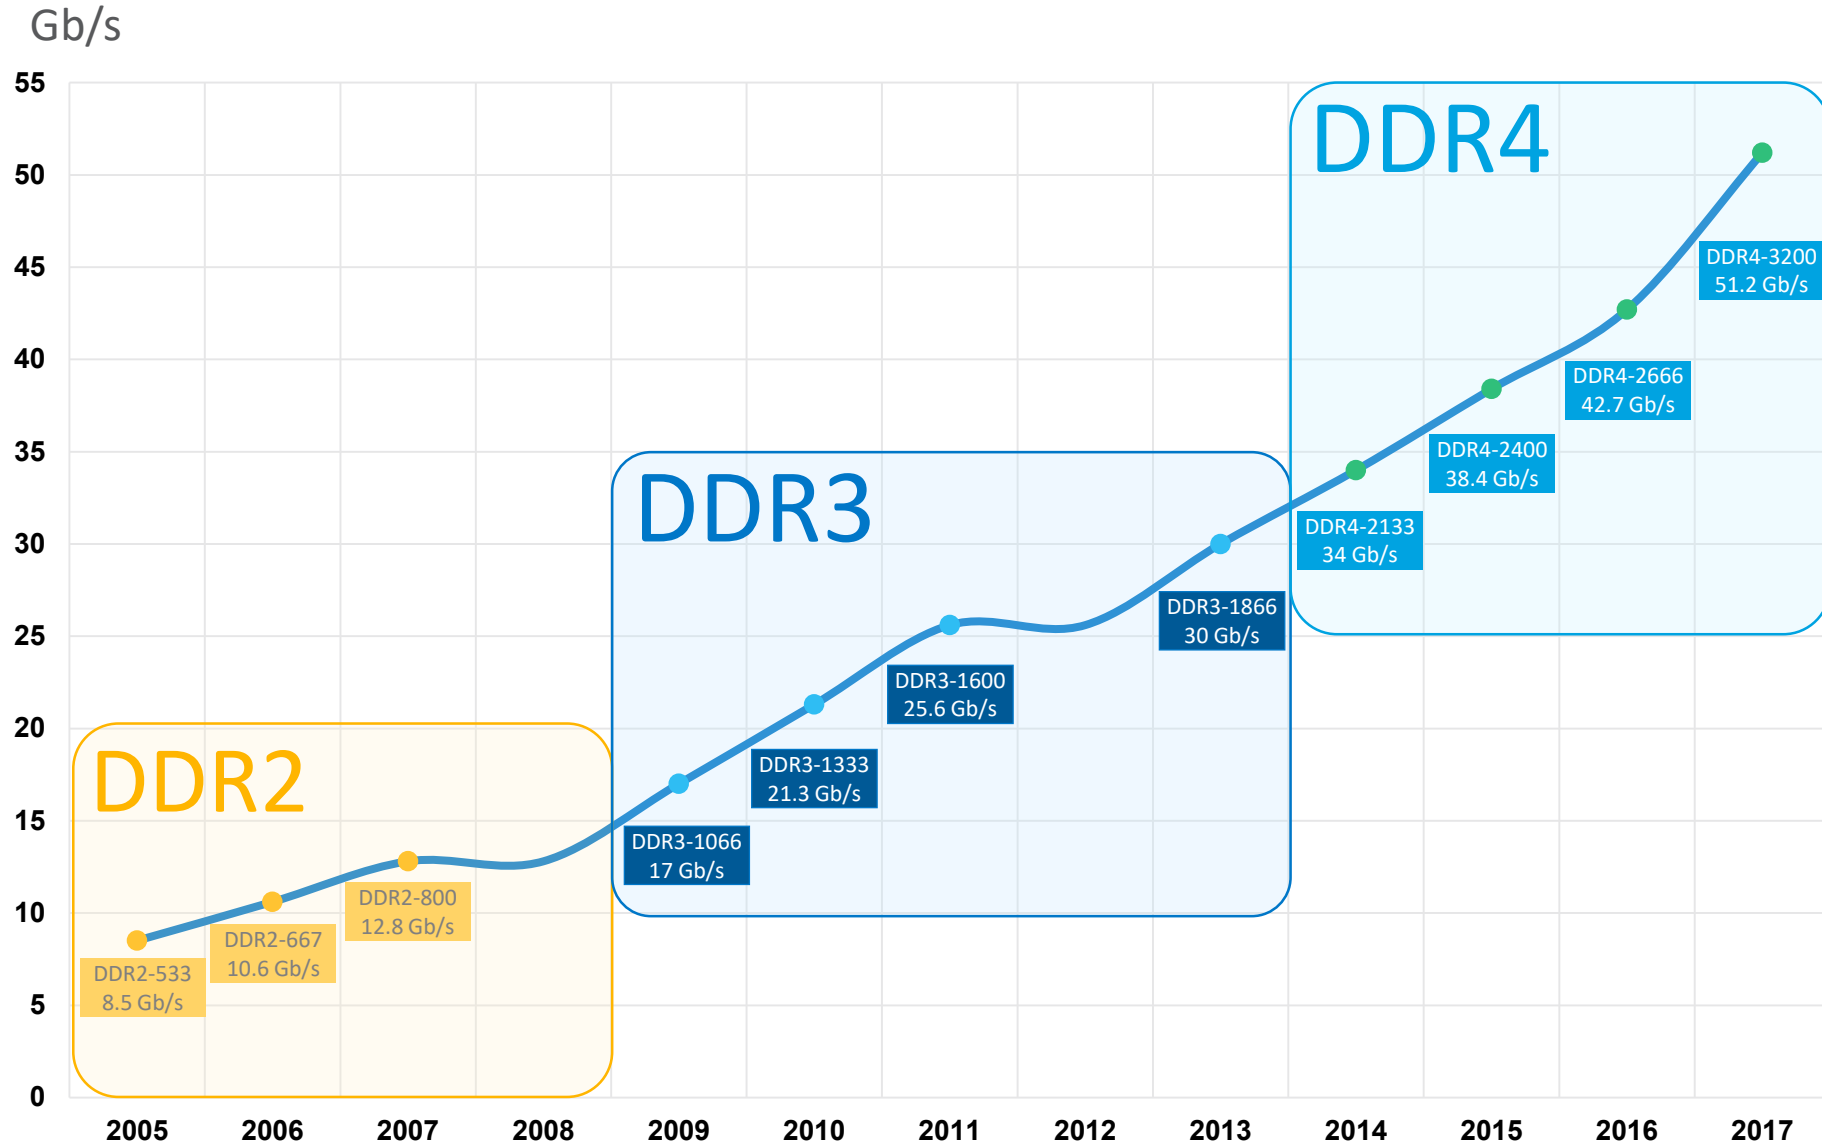 Gb/s
55
50
45
40
35
30
25
20
15
10
5
0
DDR2
DDR2-533
8.5 Gb/s
DDR2-667
10.6 Gb/s
DDR2-800
12.8 Gb/s
DDR3
DDR3-1066
17 Gb/s
DDR3-1333
21.3 Gb/s
DDR3-1600
25.6 Gb/s
DDR3-1866
30 Gb/s
DDR4
DDR4-2133
34 Gb/s
DDR4-2400
38.4 Gb/s
DDR4-2666
42.7 Gb/s
DDR4-3200
51.2 Gb/s
2005 2006 2007 2008 2009 2010 2011 2012 2013 2014 2015 2016 2017